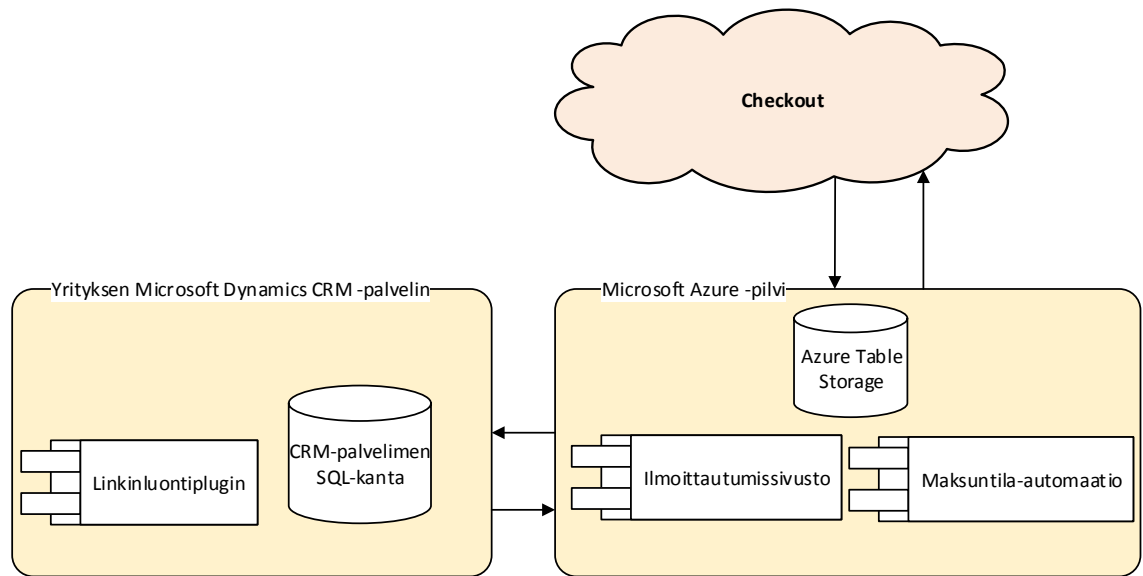 Checkout
Yrityksen Microsoft Dynamics CRM -palvelin
Microsoft Azure -pilvi
Azure Table
Storage
CRM-palvelimen
SQL-kanta
Linkinluontiplugin
Ilmoittautumissivusto
Maksuntila-automaatio